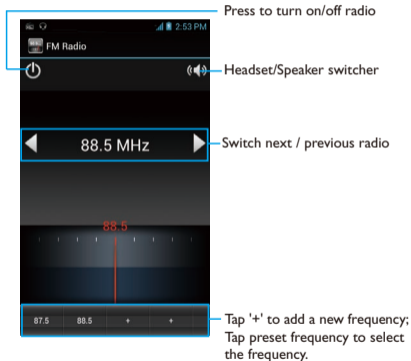 Press to turn on/off radio
2:53 PM
FM Radio
Headset/Speaker switcher
88.5 MHz
Switch next / previous radio
88.5
87.5 88.5 + +
Tap '+' to add a new frequency;
Tap preset frequency to select
the frequency.